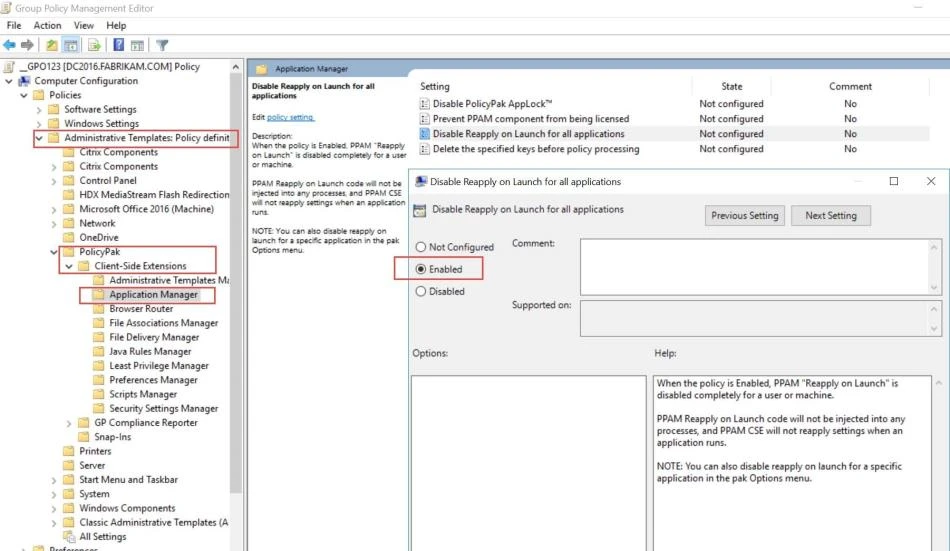 Group Policy Management Editor
File Action View Help
__GPO123 [DC2016.FABRIKAM.COM] Policy
Computer Configuration
Policies
Software Settings
Windows Settings
Administrative Templates: Policy definit
Citrix Components
Citrix Components
Control Panel
HDX MediaStream Flash Redirection
Microsoft Office 2016 (Machine)
Network
OneDrive
PolicyPak
Client-Side Extensions
Administrative Templates Ma
Application Manager
Browser Router
File Associations Manager
File Delivery Manager
Java Rules Manager
Least Privilege Manager
Preferences Manager
Scripts Manager
Security Settings Manager
GP Compliance Reporter
Snap-Ins
Printers
Server
Start Menu and Taskbar
System
Windows Components
Classic Administrative Templates (A
All Settings
Preferences
Application Manager
Disable Reapply on Launch for all
applications
Edit policy setting
Description:
When the policy is Enabled, PPAM "Reapply
on Launch" is disabled completely for a user
or machine.
PPAM Reapply on Launch code will not be
injected into any processes, and PPAM CSE
will not reapply settings when an application
runs.
NOTE: You can also disable reapply on
launch for a specific application in the pak
Options menu.
Setting State Comment
Disable PolicyPak AppLock™ Not configured No
Prevent PPAM component from being licensed Not configured No
Disable Reapply on Launch for all applications Not configured No
Delete the specified keys before policy processing Not configured No
Disable Reapply on Launch for all applications
Disable Reapply on Launch for all applications
Previous Setting Next Setting
Not Configured
Enabled
Disabled
Comment:
Supported on:
Options:
Help:
When the policy is Enabled, PPAM "Reapply on Launch" is
disabled completely for a user or machine.
PPAM Reapply on Launch code will not be injected into any
processes, and PPAM CSE will not reapply settings when an
application runs.
NOTE: You can also disable reapply on launch for a specific
application in the pak Options menu.